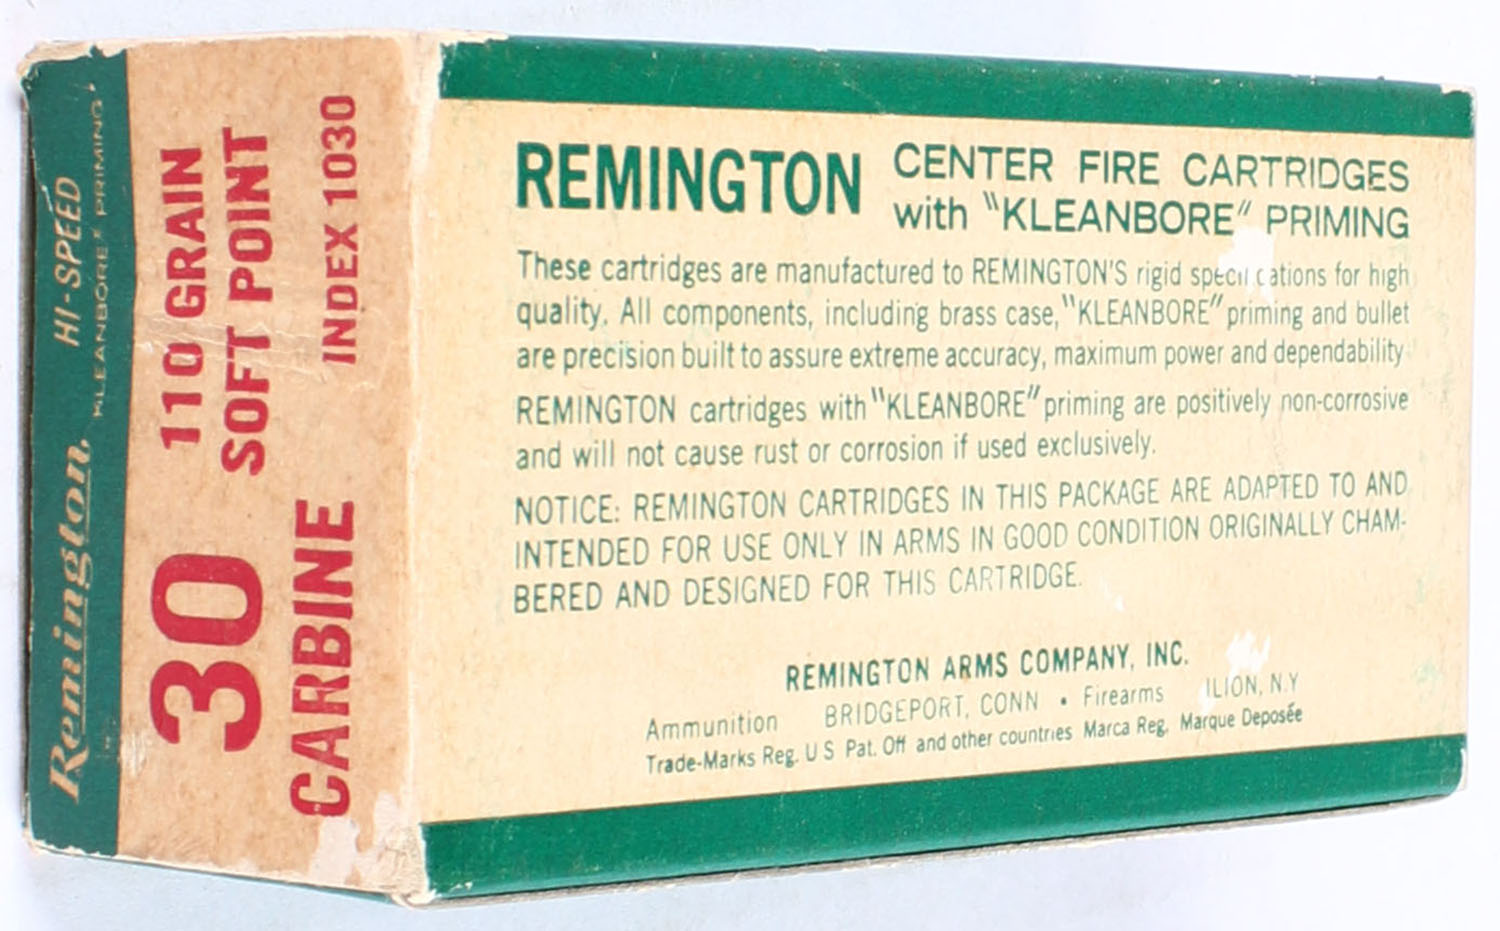 Remington. HI-SPEED
KLEANBORE PRIMING
30 110 GRAIN
SOFT POINT
CARBINE INDEX 1030
REMINGTON CENTER FIRE CARTRIDGES
with "KLEANBORE" PRIMING
These cartridges are manufactured to REMINGTON'S rigid specifications for high
quality. All components, including brass case, "KLEANBORE" priming and bullet
are precision built to assure extreme accuracy, maximum power and dependability
REMINGTON cartridges with "KLEANBORE" priming are positively non-corrosive
and will not cause rust or corrosion if used exclusively.
NOTICE: REMINGTON CARTRIDGES IN THIS PACKAGE ARE ADAPTED TO AND
INTENDED FOR USE ONLY IN ARMS IN GOOD CONDITION ORIGINALLY CHAM-
BERED AND DESIGNED FOR THIS CARTRIDGE.
REMINGTON ARMS COMPANY, INC.
Ammunition BRIDGEPORT, CONN • Firearms ILION, N.Y
Trade-Marks Reg. U S Pat. Off and other countries Marca Reg. Marque Deposée